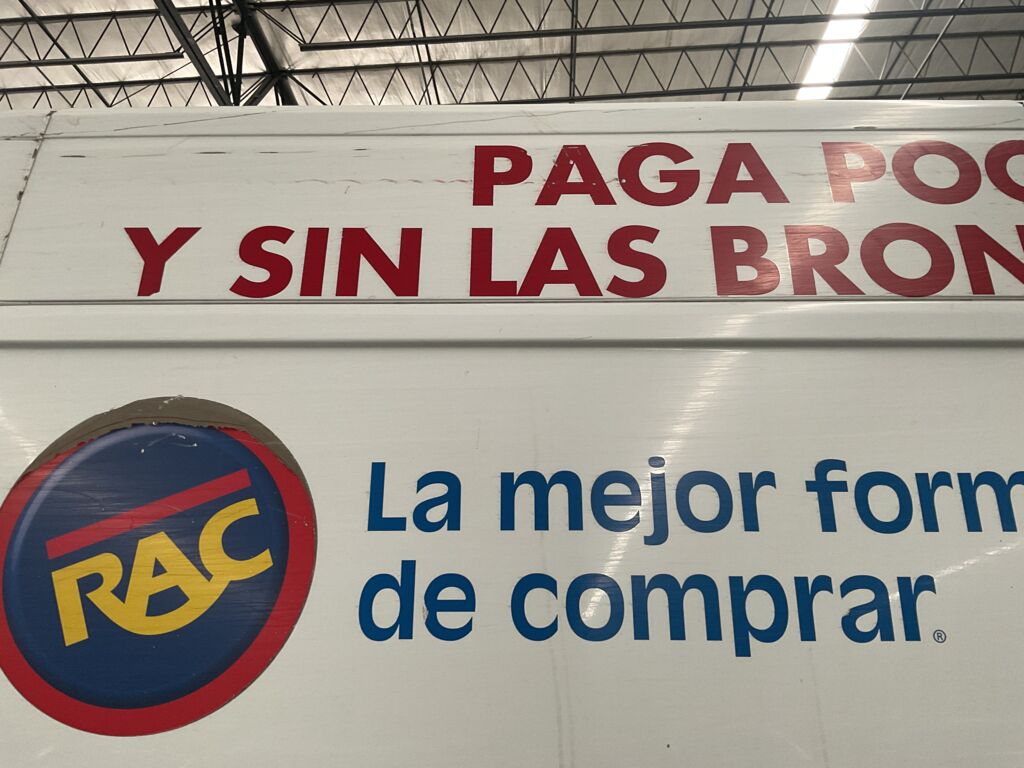 PAGA POC
Y SIN LAS BRON
RAC
La mejor form
de comprar®